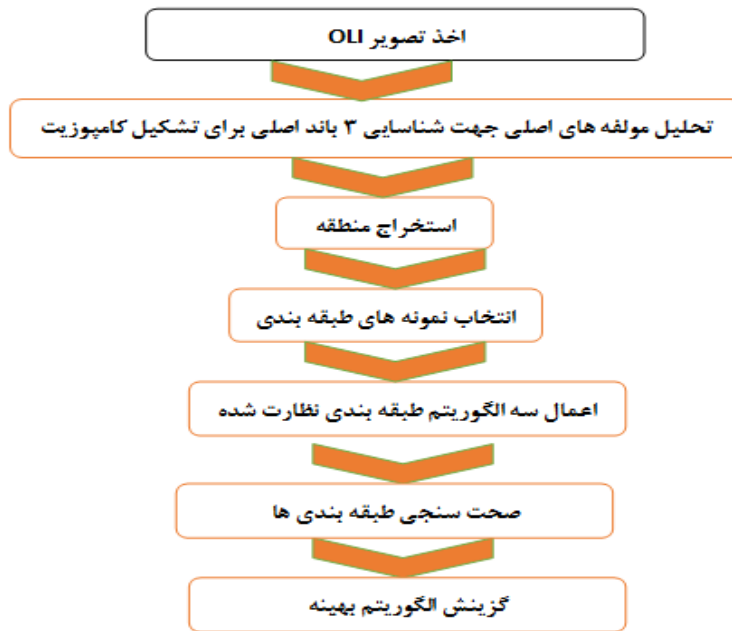 اخذ تصویر OLI
تحلیل مولفه های اصلی جهت شناسایی ۳ باند اصلی برای تشکیل کامپوزیت
استخراج منطقه
انتخاب نمونه های طبقه بندی
اعمال سه الگوریتم طبقه بندی نظارت شده
صحت سنجی طبقه بندی ها
گزینش الگوریتم بهینه